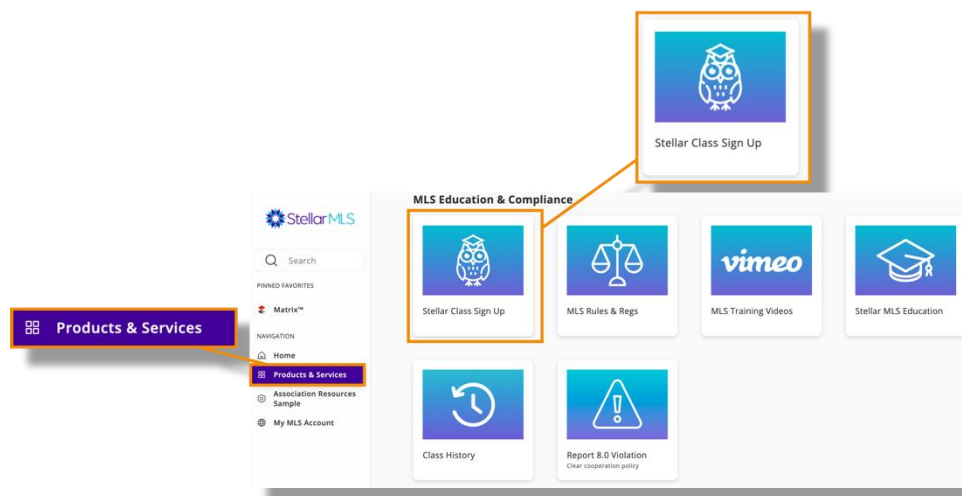 Stellar Class Sign Up
MLS Education & Compliance
StellarMLS
Search
PINNED FAVORITES
Matrix™
NAVIGATION
Home
Products & Services
Association Resources
Sample
My MLS Account
Products & Services
Stellar Class Sign Up
MLS Rules & Regs
vimeo
MLS Training Videos
Stellar MLS Education
Class History
Report 8.0 Violation
Clear cooperation policy